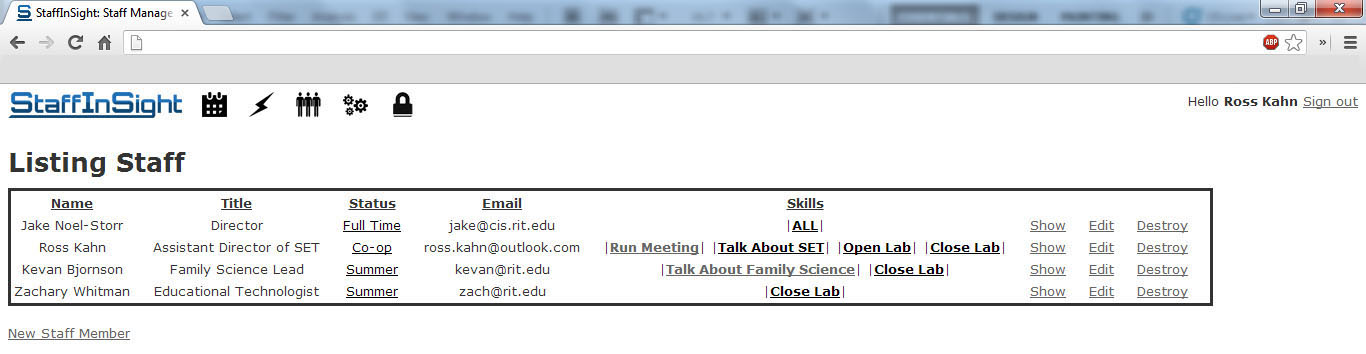 StaffInSight: Staff Manage
ABP
StaffInSight
Hello Ross Kahn Sign out
Listing Staff
Name Title Status Email Skills
Jake Noel-Storr Director Full Time jake@cis.rit.edu |ALL| Show Edit Destroy
Ross Kahn Assistant Director of SET Co-op ross.kahn@outlook.com |Run Meeting| |Talk About SET| |Open Lab| |Close Lab| Show Edit Destroy
Kevan Bjornson Family Science Lead Summer kevan@rit.edu |Talk About Family Science| |Close Lab| Show Edit Destroy
Zachary Whitman Educational Technologist Summer zach@rit.edu |Close Lab| Show Edit Destroy
New Staff Member